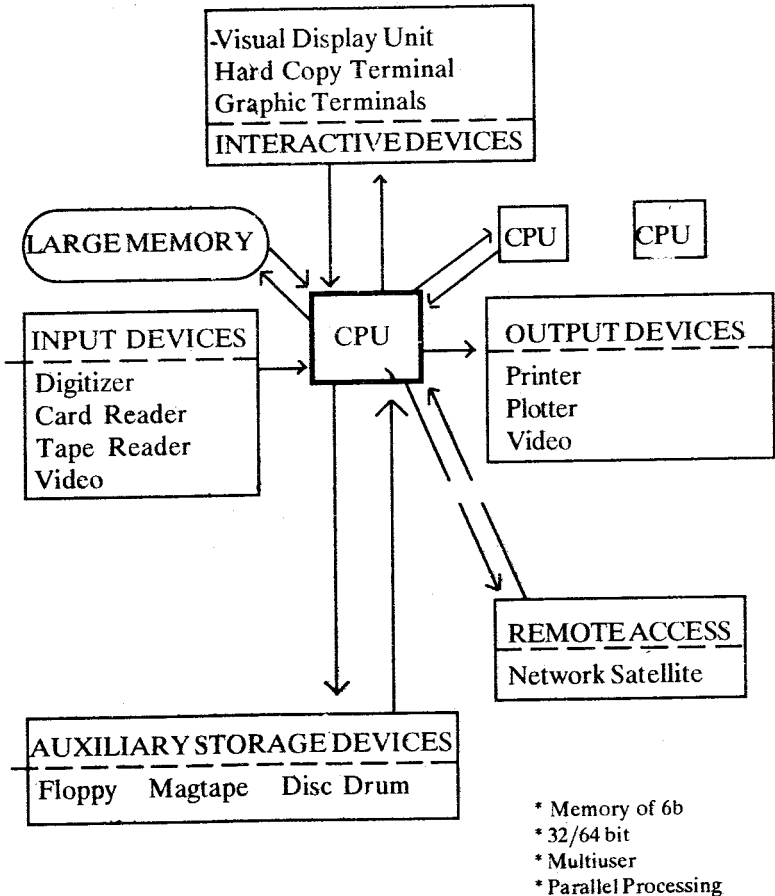 Visual Display Unit
Hard Copy Terminal
Graphic Terminals
INTERACTIVE DEVICES
LARGE MEMORY
CPU
CPU
CPU
INPUT DEVICES
Digitizer
Card Reader
Tape Reader
Video
OUTPUT DEVICES
Printer
Plotter
Video
REMOTE ACCESS
Network Satellite
AUXILIARY STORAGE DEVICES
Floppy Magtape Disc Drum
* Memory of 6b
* 32/64 bit
* Multiuser
* Parallel Processing